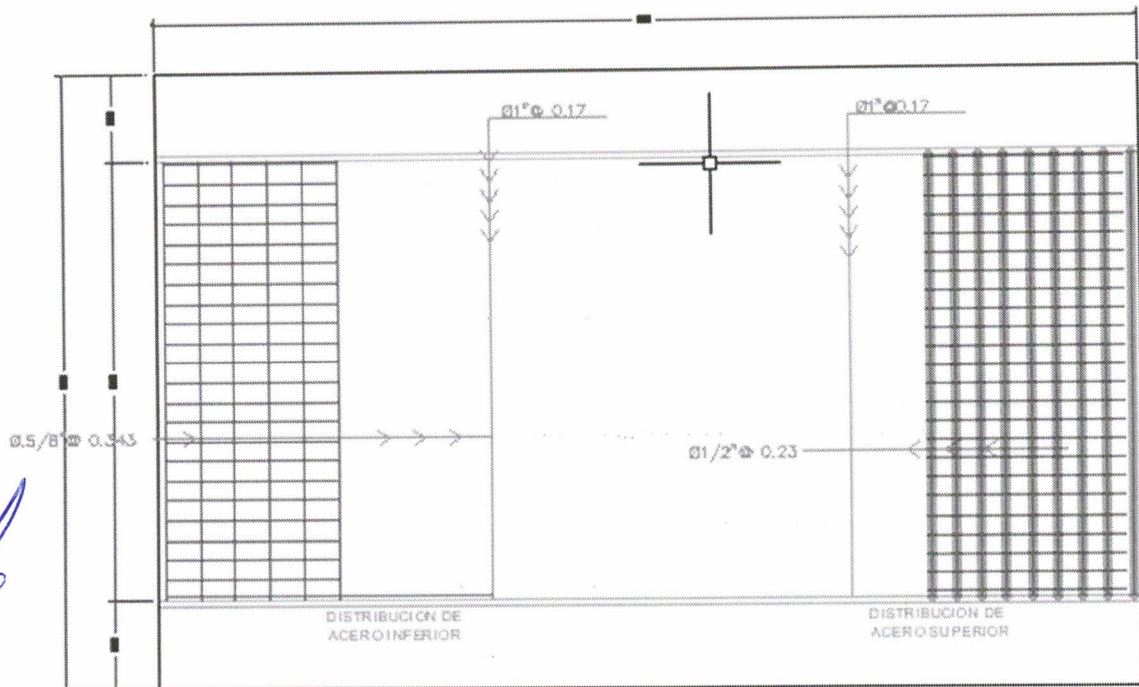 Ø1"@ 0.17
Ø1"@0.17
Ø.5/8"@ 0.343
Ø1/2"@ 0.23
DISTRIBUCION DE
ACERO INFERIOR
DISTRIBUCION DE
ACERO SUPERIOR